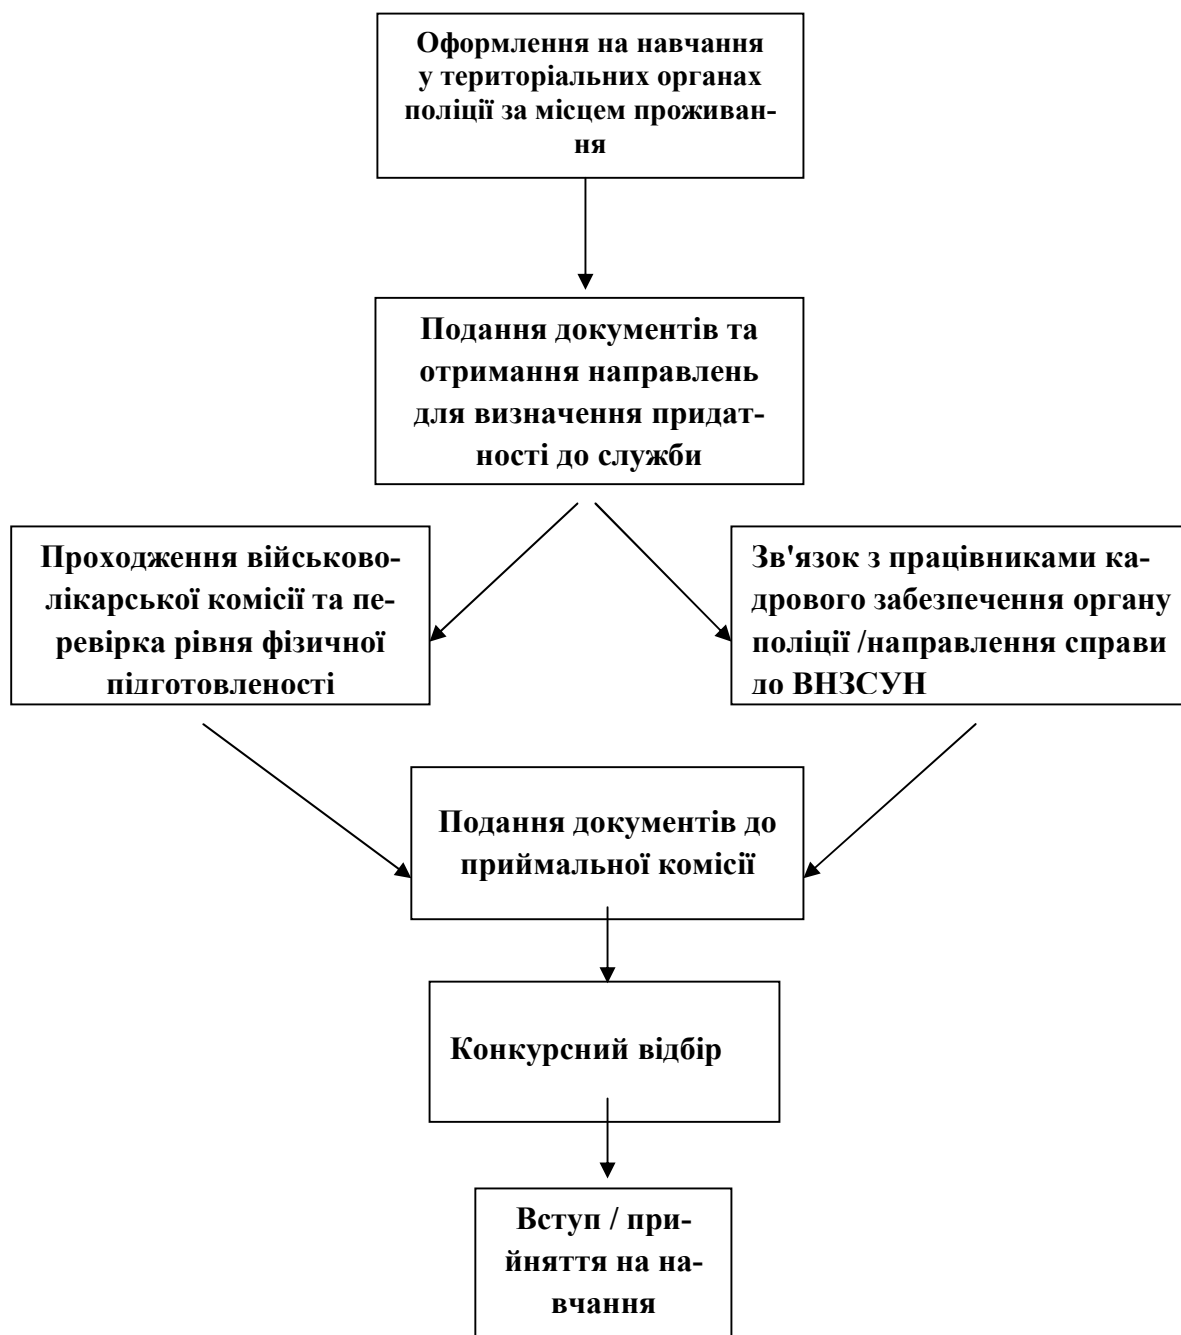 Оформлення на навчання
у територіальних органах
поліції за місцем проживан-
ня
Подання документів та
отримання направлень
для визначення придат-
ності до служби
Проходження військово-
лікарської комісії та пе-
ревірка рівня фізичної
підготовленості
Зв'язок з працівниками ка-
дрового забезпечення органу
поліції /направлення справи
до ВНЗСУН
Подання документів до
приймальної комісії
Конкурсний відбір
Вступ / при-
йняття на на-
вчання